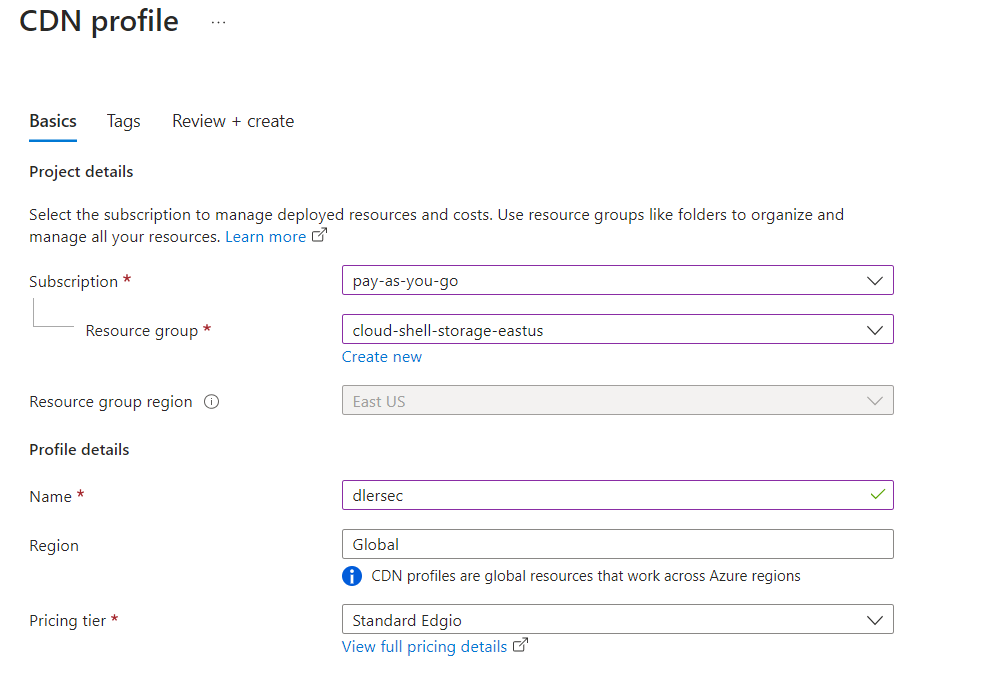 CDN profile ...
Basics Tags Review + create
Project details
Select the subscription to manage deployed resources and costs. Use resource groups like folders to organize and
manage all your resources. Learn more
Subscription *
pay-as-you-go
Resource group *
cloud-shell-storage-eastus
Create new
Resource group region
East US
Profile details
Name *
dlersec
Region
Global
CDN profiles are global resources that work across Azure regions
Pricing tier *
Standard Edgio
View full pricing details